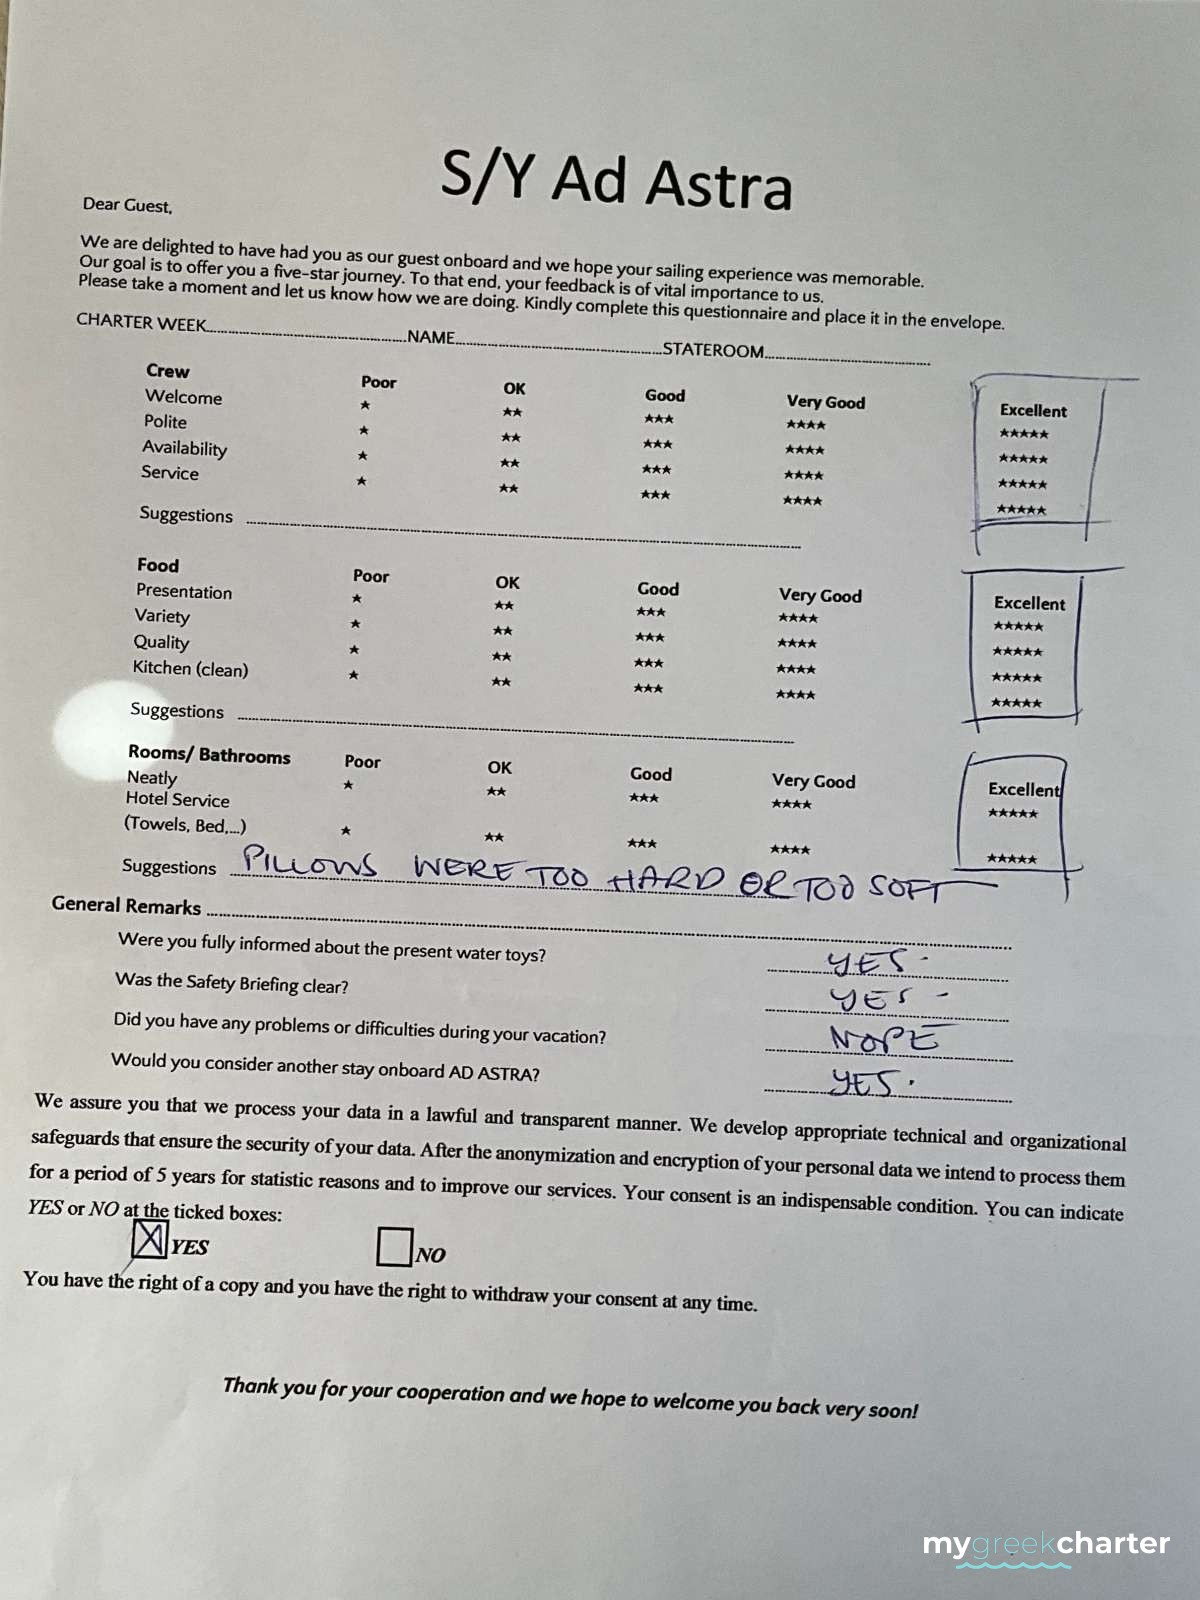 S/Y Ad Astra
Dear Guest,
We are delighted to have had you as our guest onboard and we hope your sailing experience was memorable.
Our goal is to offer you a five-star journey. To that end, your feedback is of vital importance to us.
Please take a moment and let us know how we are doing. Kindly complete this questionnaire and place it in the envelope.
CHARTER WEEK..........NAME..........STATEROOM..........
Crew Poor OK Good Very Good Excellent
Welcome ★ ★★ ★★★ ★★★★ ★★★★★
Polite ★ ★★ ★★★ ★★★★ ★★★★★
Availability ★ ★★ ★★★ ★★★★ ★★★★★
Service ★ ★★ ★★★ ★★★★ ★★★★★
Suggestions ..........
Food Poor OK Good Very Good Excellent
Presentation ★ ★★ ★★★ ★★★★ ★★★★★
Variety ★ ★★ ★★★ ★★★★ ★★★★★
Quality ★ ★★ ★★★ ★★★★ ★★★★★
Kitchen (clean) ★ ★★ ★★★ ★★★★ ★★★★★
Suggestions ..........
Rooms/ Bathrooms Poor OK Good Very Good Excellent
Neatly ★ ★★ ★★★ ★★★★ ★★★★★
Hotel Service
(Towels, Bed,...) ★ ★★ ★★★ ★★★★ ★★★★★
Suggestions PILLOWS WERE TOO HARD OR TOO SOFT
General Remarks ..........
Were you fully informed about the present water toys? YES -
Was the Safety Briefing clear? YES -
Did you have any problems or difficulties during your vacation? NOPE
Would you consider another stay onboard AD ASTRA? YES.
We assure you that we process your data in a lawful and transparent manner. We develop appropriate technical and organizational
safeguards that ensure the security of your data. After the anonymization and encryption of your personal data we intend to process them
for a period of 5 years for statistic reasons and to improve our services. Your consent is an indispensable condition. You can indicate
YES or NO at the ticked boxes:
☒ YES ☐ NO
You have the right of a copy and you have the right to withdraw your consent at any time.
Thank you for your cooperation and we hope to welcome you back very soon!
mygreekcharter